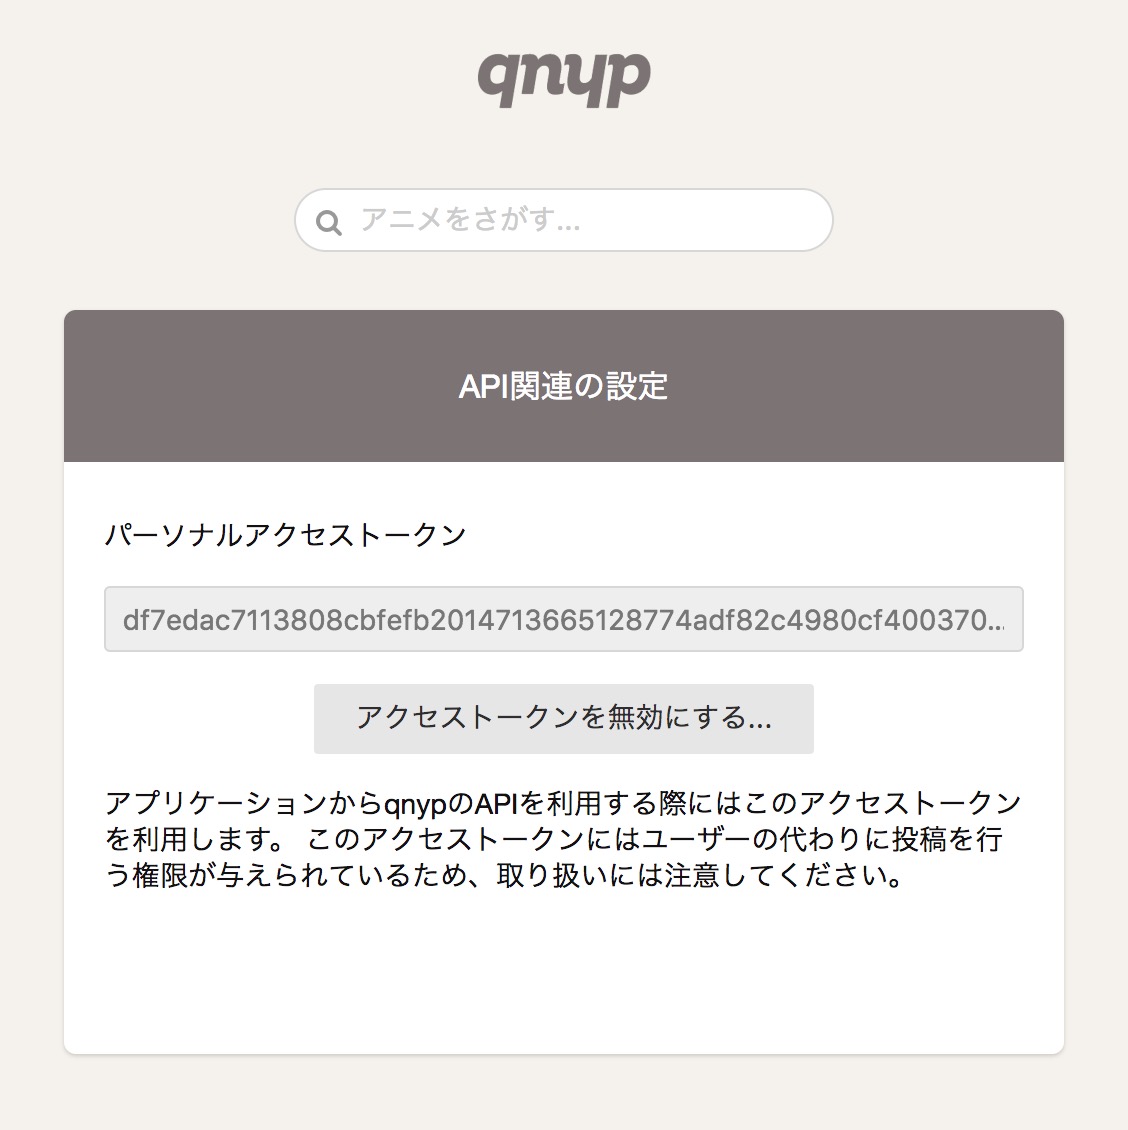 qnyp
アニメをさがす...
API関連の設定
パーソナルアクセストークン
df7edac7113808cbfefb2014713665128774adf82c4980cf400370...
アクセストークンを無効にする...
アプリケーションからqnypのAPIを利用する際にはこのアクセストークン
を利用します。 このアクセストークンにはユーザーの代わりに投稿を行
う権限が与えられているため、取り扱いには注意してください。